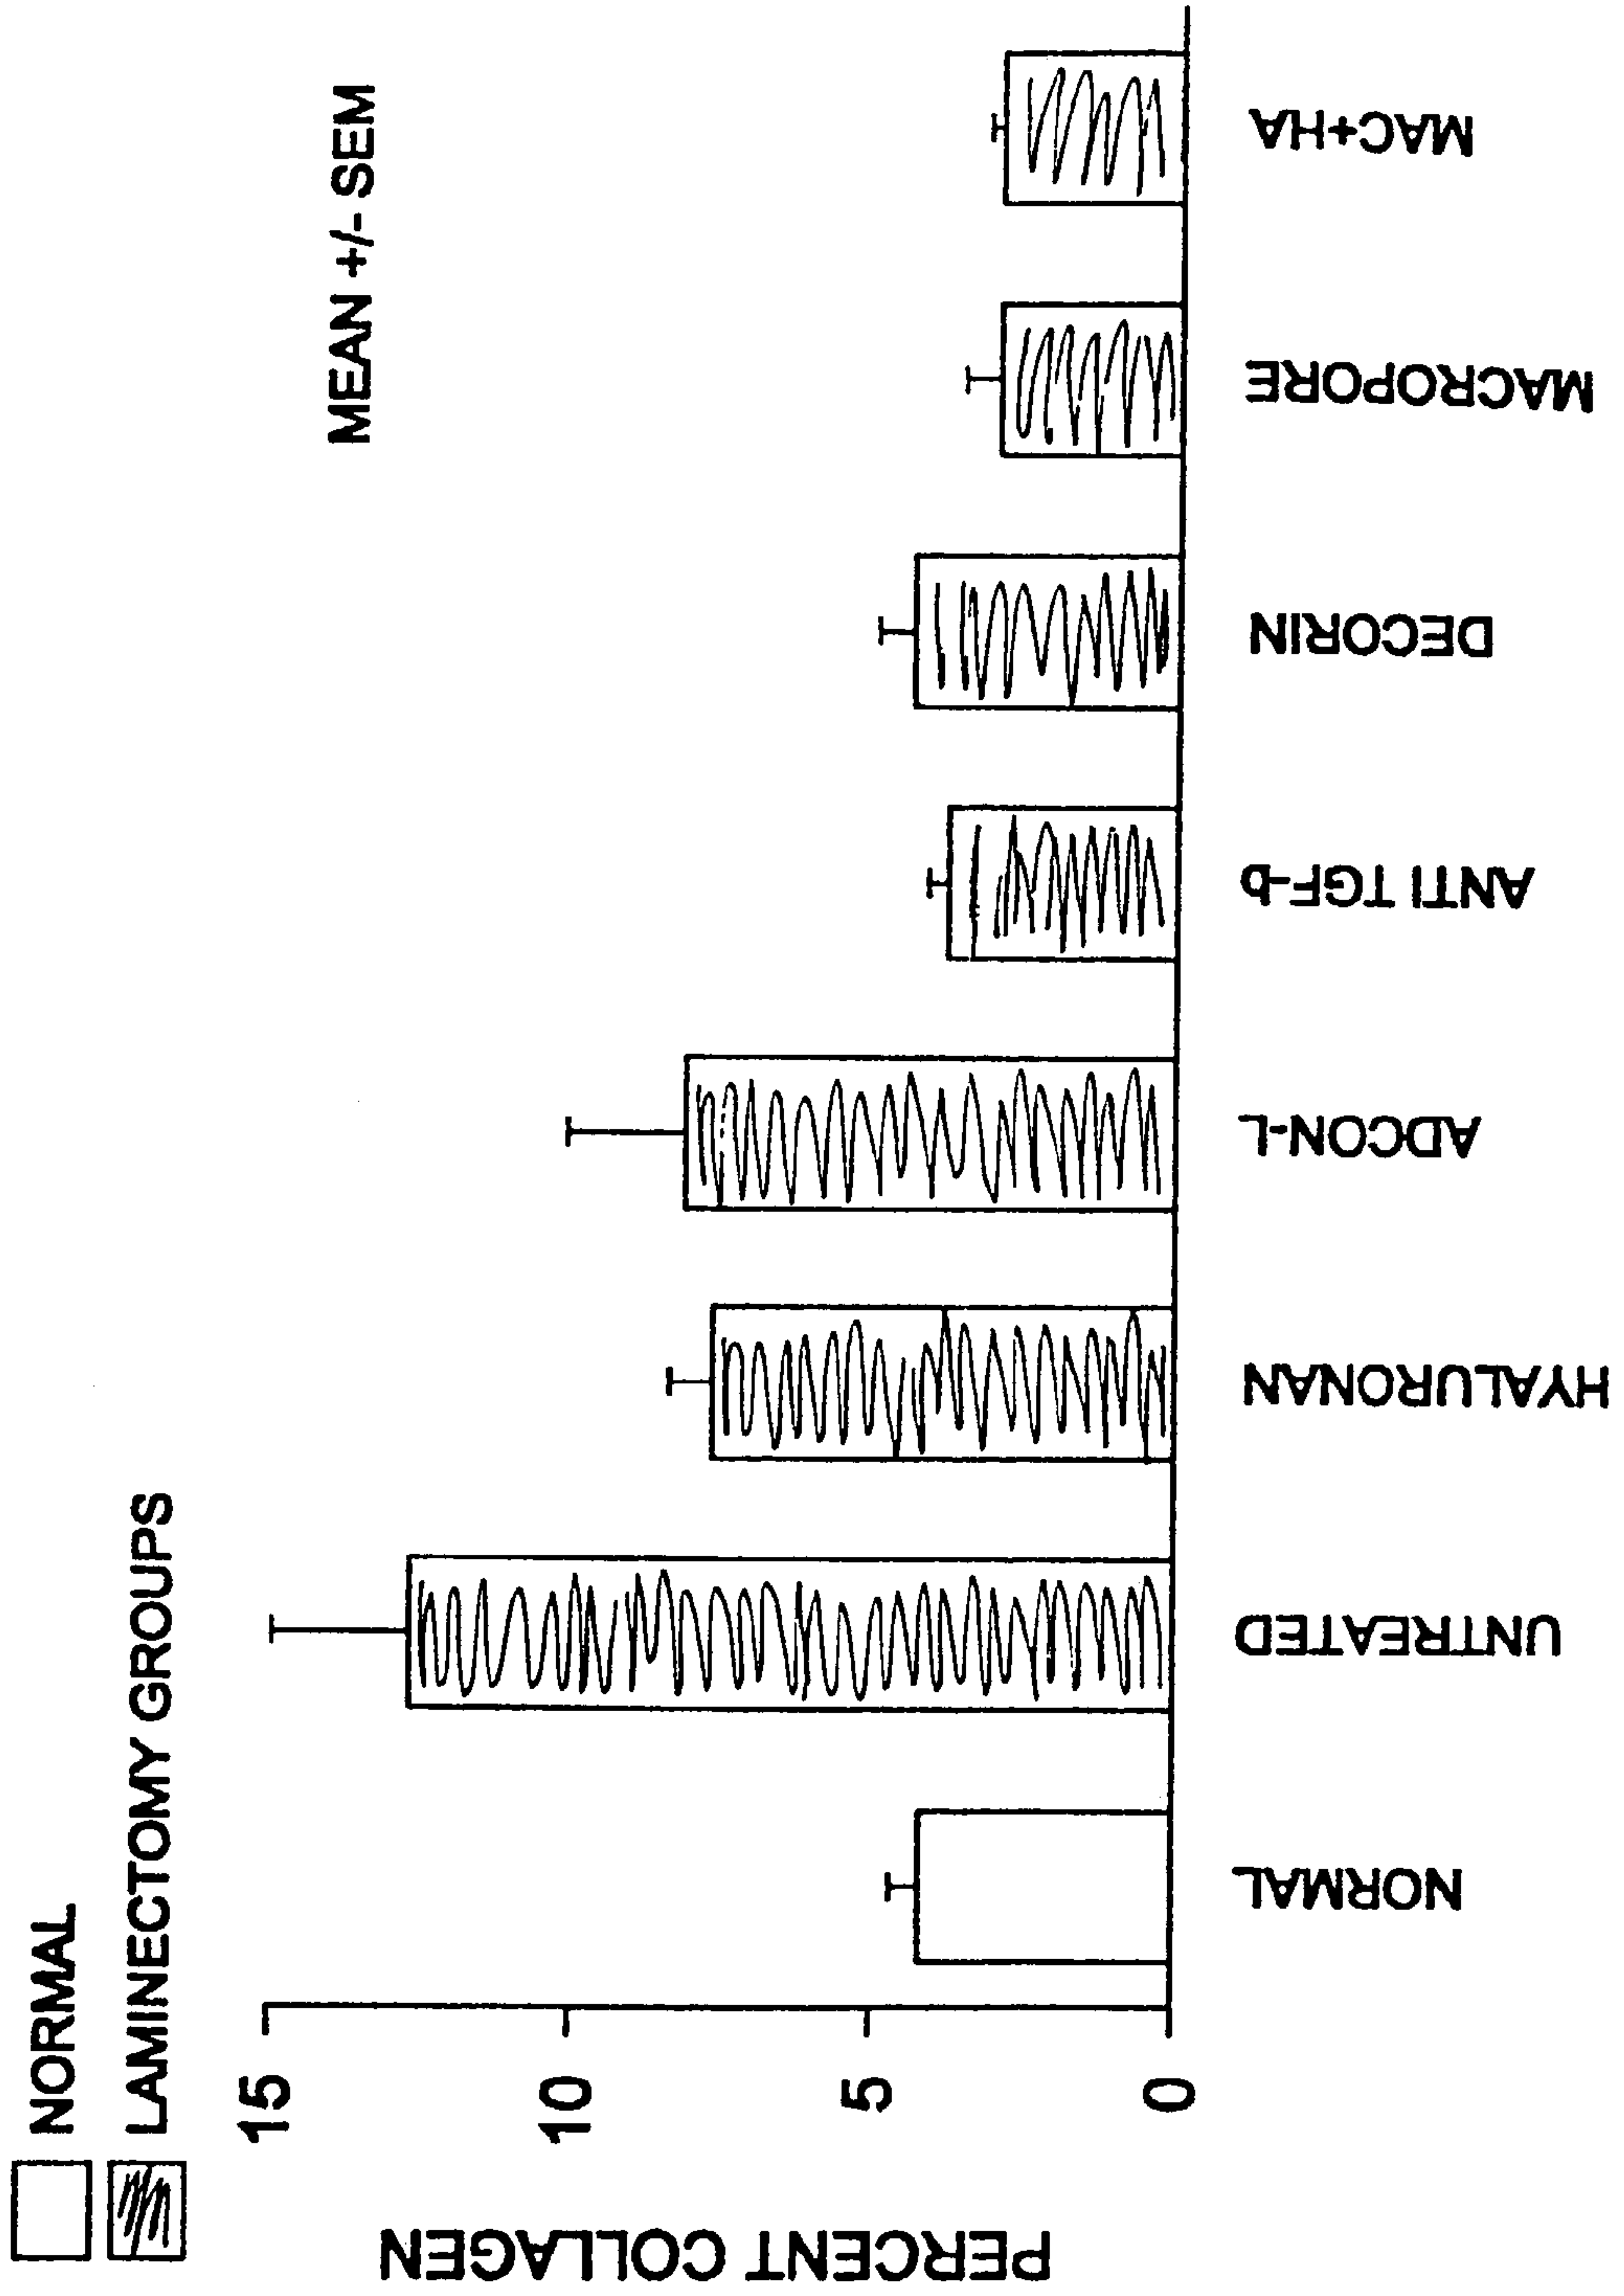 NORMAL
LAMINECTOMY GROUPS
MEAN +/- SEM
PERCENT COLLAGEN
15
10
5
0
NORMAL
UNTREATED
HYALURONAN
ADCON-L
ANTI TGF-b
DECORIN
MACROPORE
MAC+HA